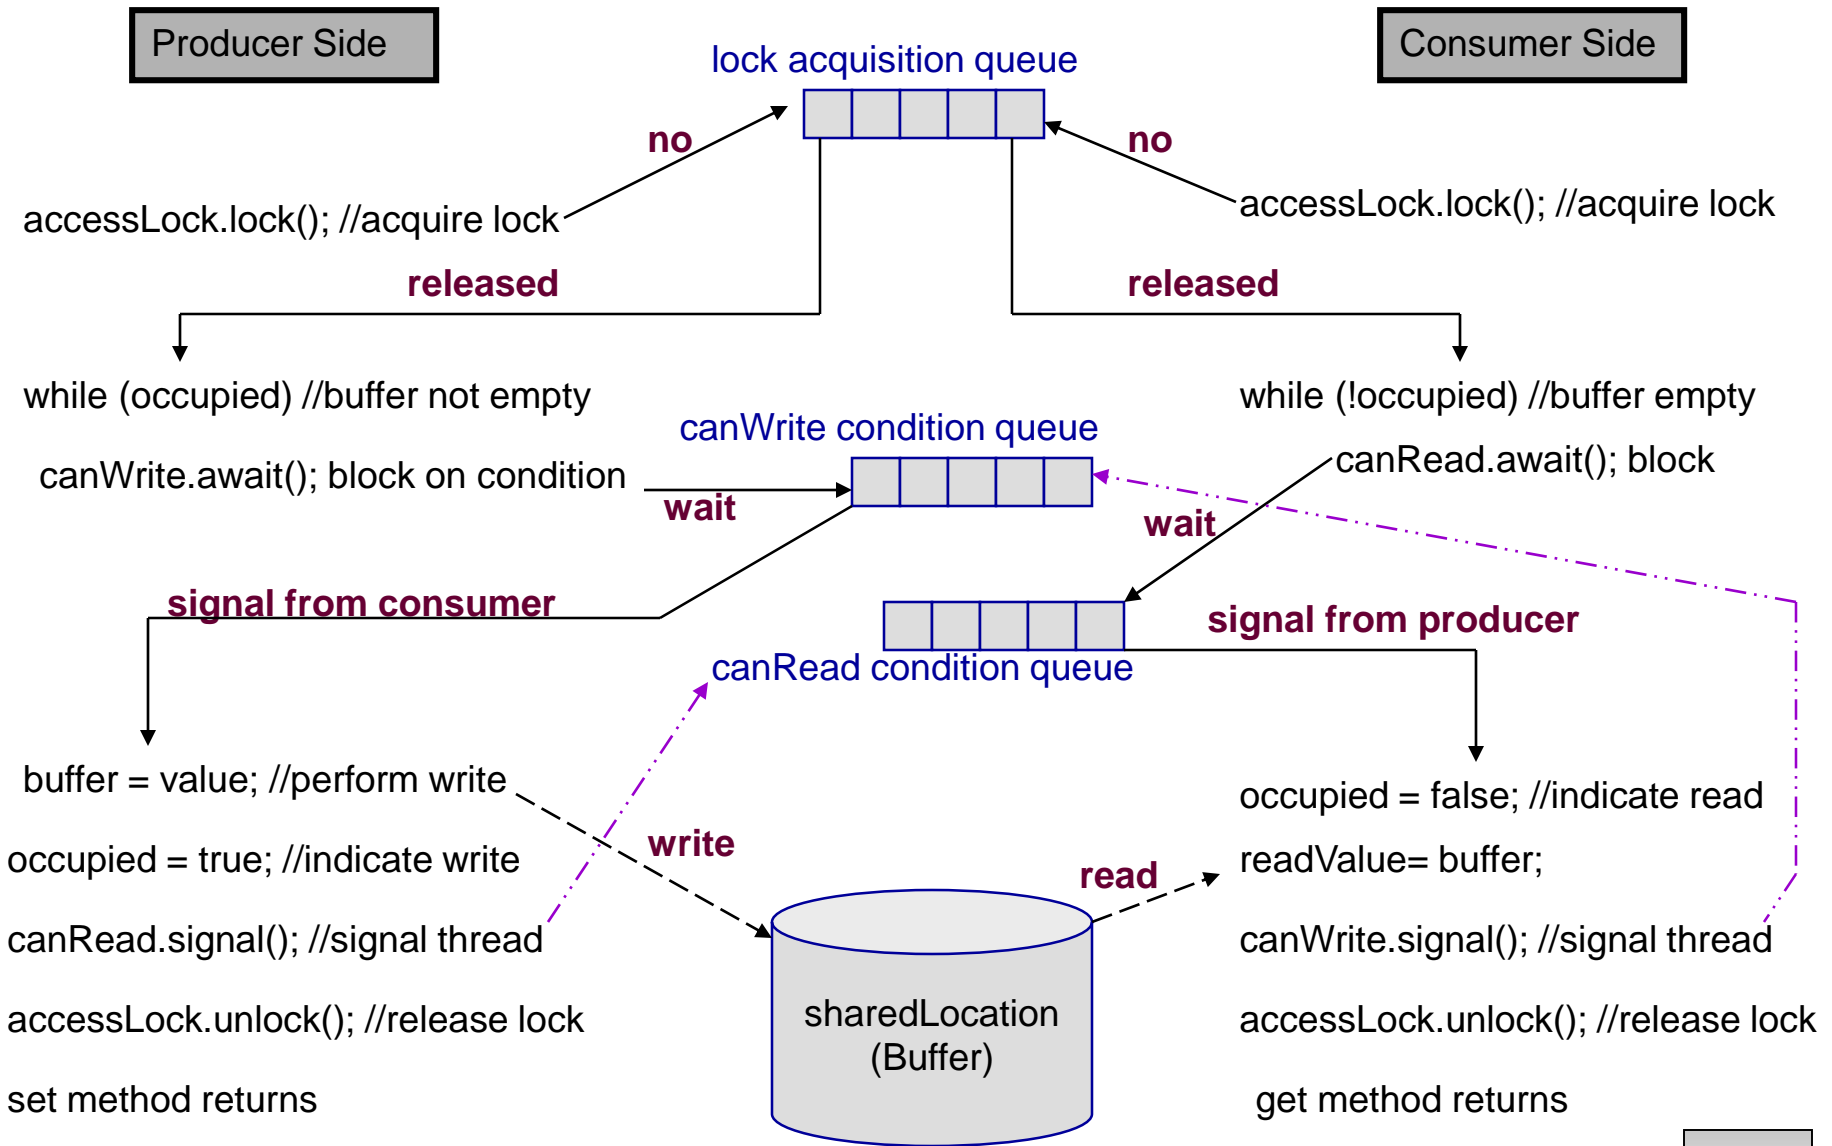 Producer Side
Consumer Side
lock acquisition queue
no
no
accessLock.lock(); //acquire lock
accessLock.lock(); //acquire lock
released
released
while (occupied) //buffer not empty
while (!occupied) //buffer empty
canWrite condition queue
canWrite.await(); block on condition
canRead.await(); block
wait
wait
signal from consumer
signal from producer
canRead condition queue
buffer = value; //perform write
occupied = false; //indicate read
write
occupied = true; //indicate write
readValue= buffer;
read
canRead.signal(); //signal thread
canWrite.signal(); //signal thread
sharedLocation
(Buffer)
accessLock.unlock(); //release lock
accessLock.unlock(); //release lock
set method returns
get method returns